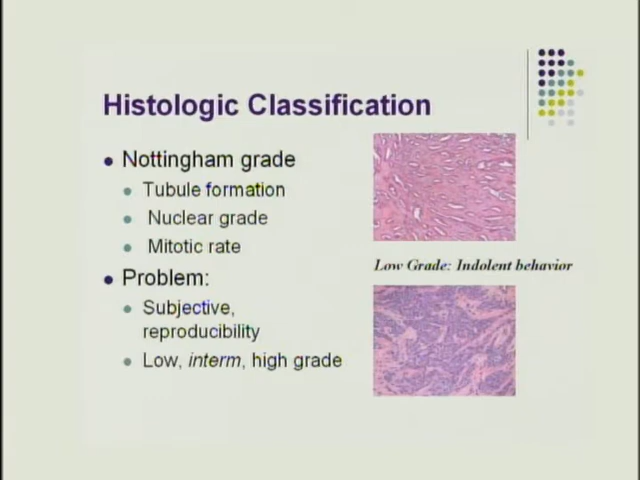 Histologic Classification
Nottingham grade
Tubule formation
Nuclear grade
Mitotic rate
Problem:
Subjective,
reproducibility
Low, interm, high grade
Low Grade: Indolent behavior